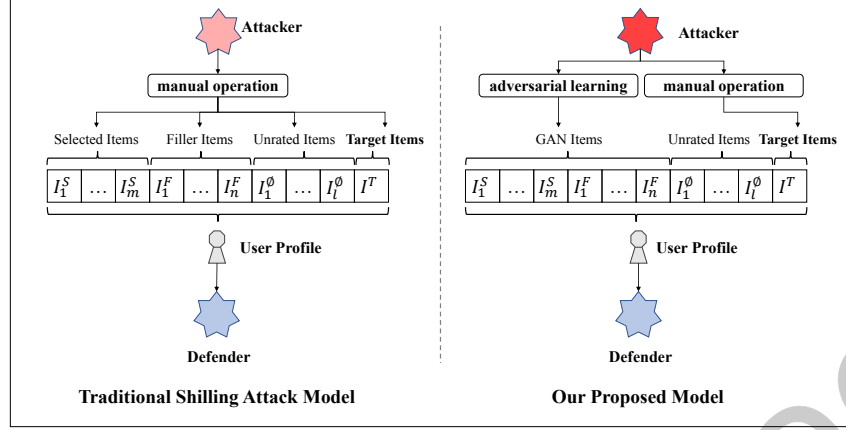 Attacker
manual operation
Selected Items Filler Items Unrated Items Target Items
I_1^S … I_m^S I_1^F … I_n^F I_1^∅ … I_l^∅ I^T
User Profile
Defender
Traditional Shilling Attack Model
Attacker
adversarial learning manual operation
GAN Items Unrated Items Target Items
I_1^S … I_m^S I_1^F … I_n^F I_1^∅ … I_l^∅ I^T
User Profile
Defender
Our Proposed Model